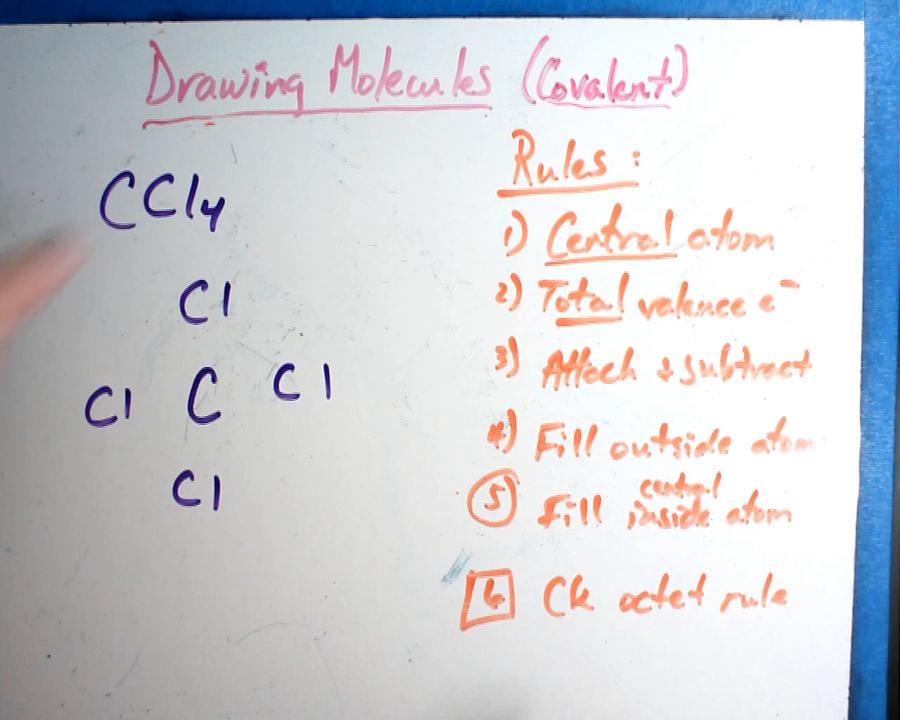 Drawing Molecules (Covalent)
CCl4
Cl
Cl C Cl
Cl
Rules:
1) Central atom
2) Total valence e-
3) Attach + subtract
4) Fill outside atom
central
5) Fill inside atom
6 Ck octet rule